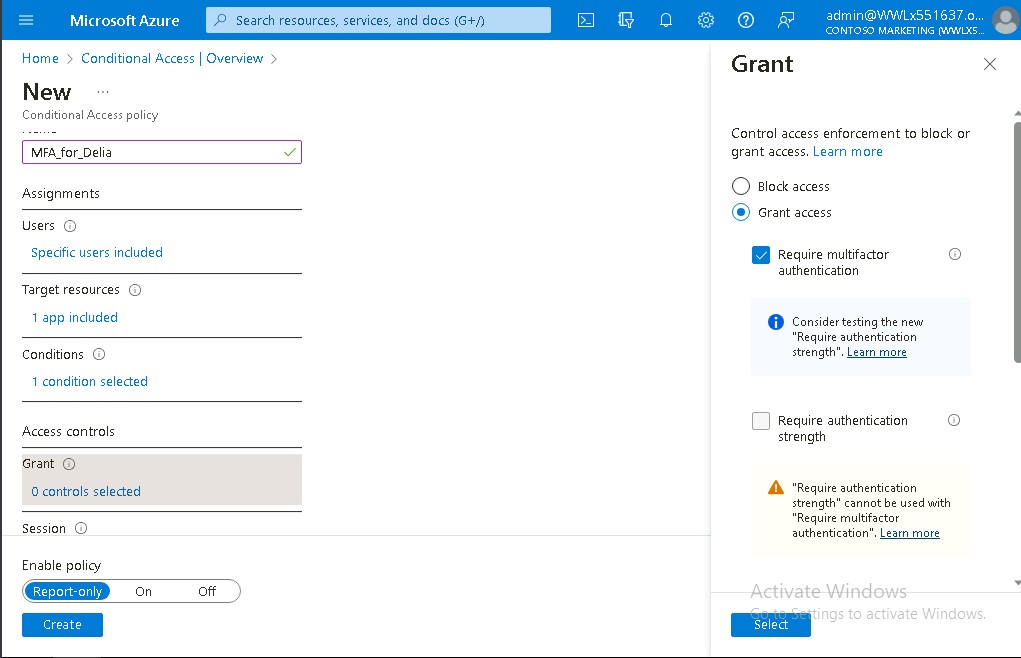 Microsoft Azure
Search resources, services, and docs (G+/)
admin@WWLx551637.o...
CONTOSO MARKETING (WWLX5...
Home > Conditional Access | Overview >
New ...
Conditional Access policy
Name
MFA_for_Delia
Assignments
Users
Specific users included
Target resources
1 app included
Conditions
1 condition selected
Access controls
Grant
0 controls selected
Session
Enable policy
Report-only On Off
Create
Grant
Control access enforcement to block or
grant access. Learn more
Block access
Grant access
Require multifactor
authentication
Consider testing the new
"Require authentication
strength". Learn more
Require authentication
strength
"Require authentication
strength" cannot be used with
"Require multifactor
authentication". Learn more
Activate Windows
Go to Settings to activate Windows.
Select